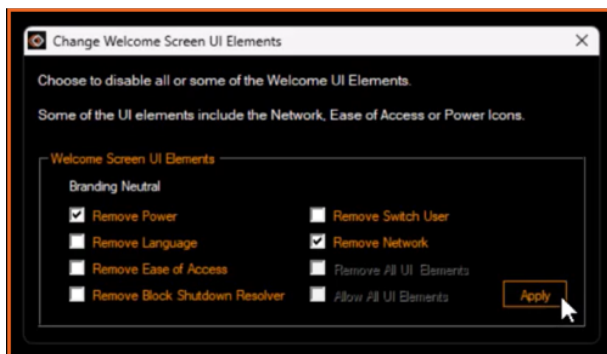 Change Welcome Screen UI Elements
Choose to disable all or some of the Welcome UI Elements.
Some of the UI elements include the Network, Ease of Access or Power Icons.
Welcome Screen UI Elements
Branding Neutral
Remove Power
Remove Switch User
Remove Language
Remove Network
Remove Ease of Access
Remove All UI Elements
Remove Block Shutdown Resolver
Allow All UI Elements
Apply